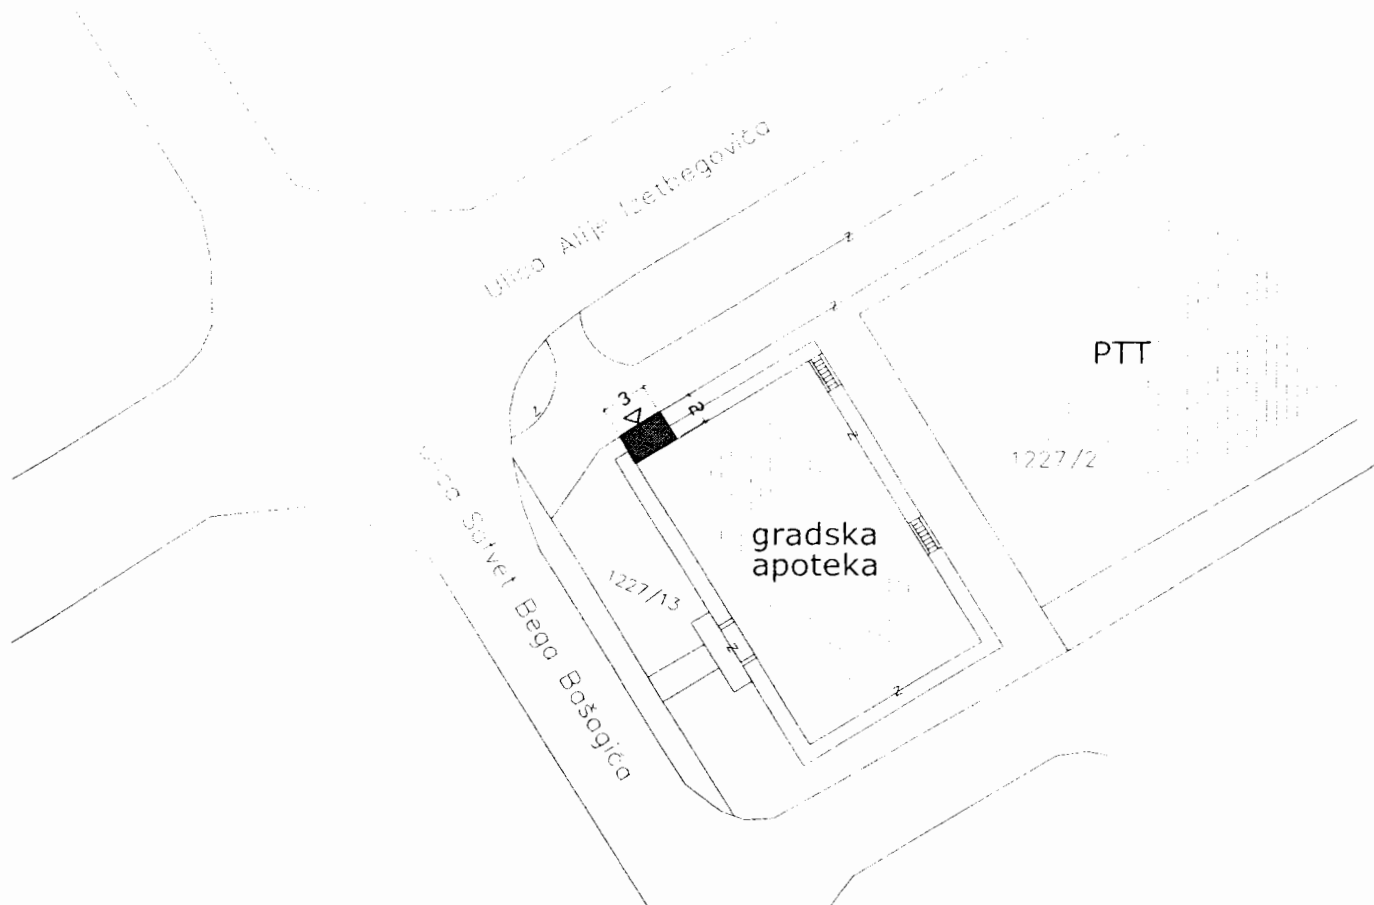 Ulica Alije Izetbegovića
PTT
3
2
1227/2
gradska
apoteka
1227/13
Ulica Safvet Bega Bašagića